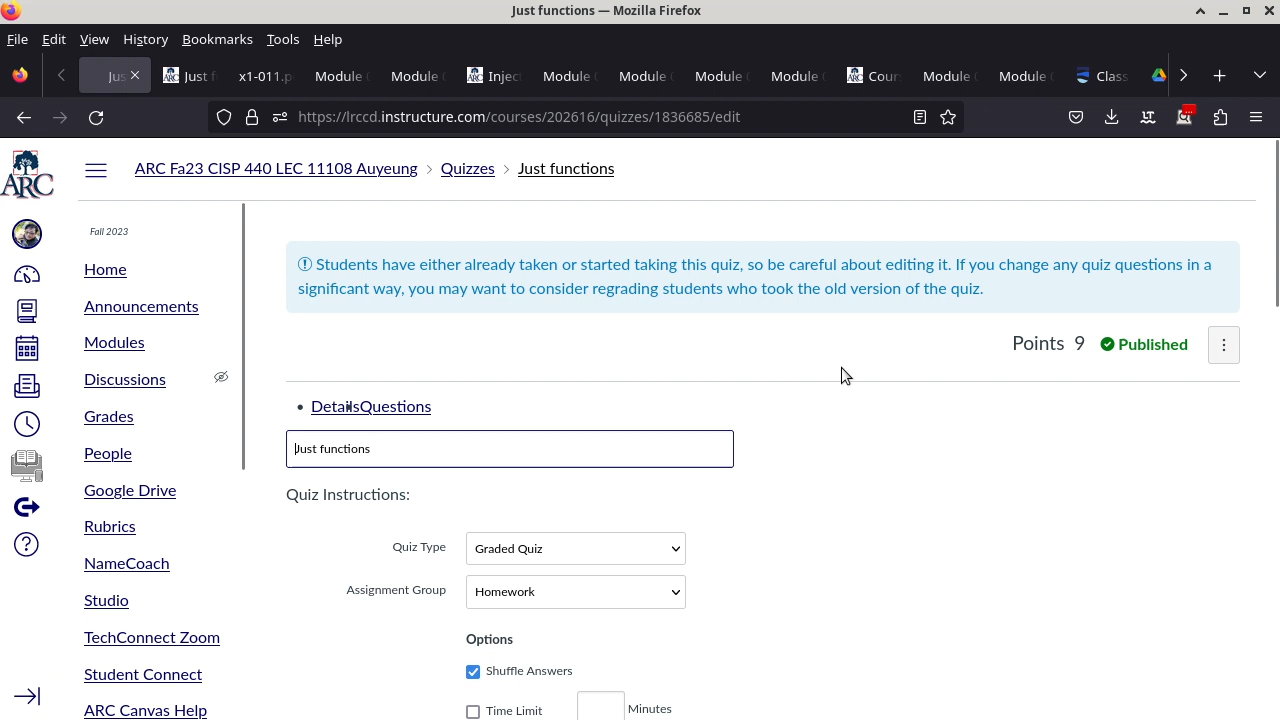 Just functions — Mozilla Firefox
File Edit View History Bookmarks Tools Help
Jus Just f x1-011.p Module Module Injec Module Module Module Module Cour Module Module Class
https://lrccd.instructure.com/courses/202616/quizzes/1836685/edit
ARC
ARC Fa23 CISP 440 LEC 11108 Auyeung Quizzes Just functions
Fall 2023
Home
Announcements
Modules
Discussions
Grades
People
Google Drive
Rubrics
NameCoach
Studio
TechConnect Zoom
Student Connect
ARC Canvas Help
Students have either already taken or started taking this quiz, so be careful about editing it. If you change any quiz questions in a
significant way, you may want to consider regrading students who took the old version of the quiz.
Points 9 Published
• Details Questions
Just functions
Quiz Instructions:
Quiz Type Graded Quiz
Assignment Group Homework
Options
Shuffle Answers
Time Limit Minutes